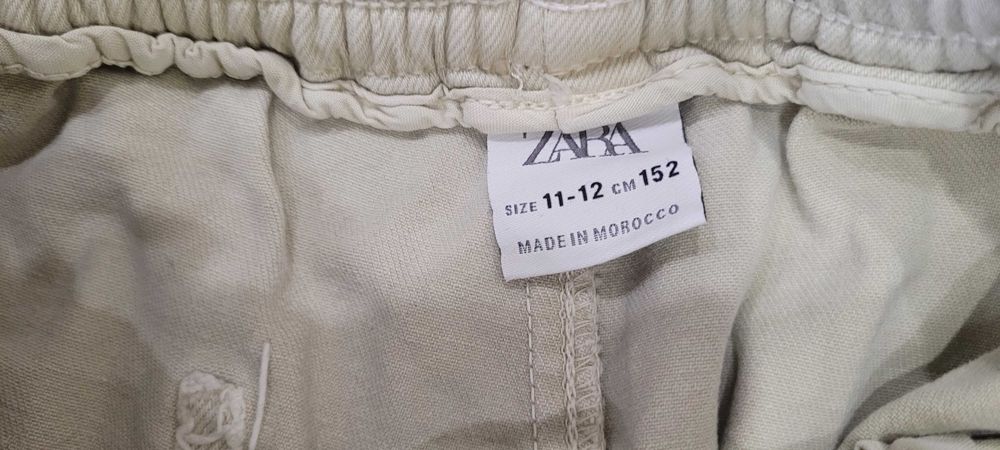 ZARA
SIZE 11-12 CM 152
MADE IN MOROCCO